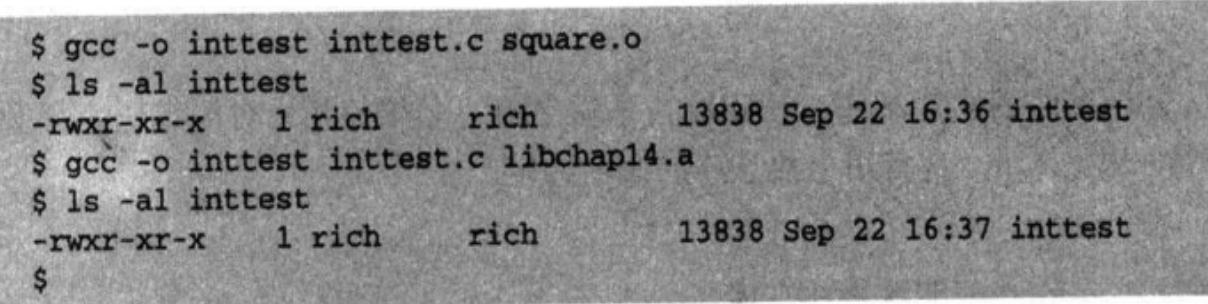 $ gcc -o inttest inttest.c square.o
$ ls -al inttest
-rwxr-xr-x    1 rich     rich        13838 Sep 22 16:36 inttest
$ gcc -o inttest inttest.c libchap14.a
$ ls -al inttest
-rwxr-xr-x    1 rich     rich        13838 Sep 22 16:37 inttest
$